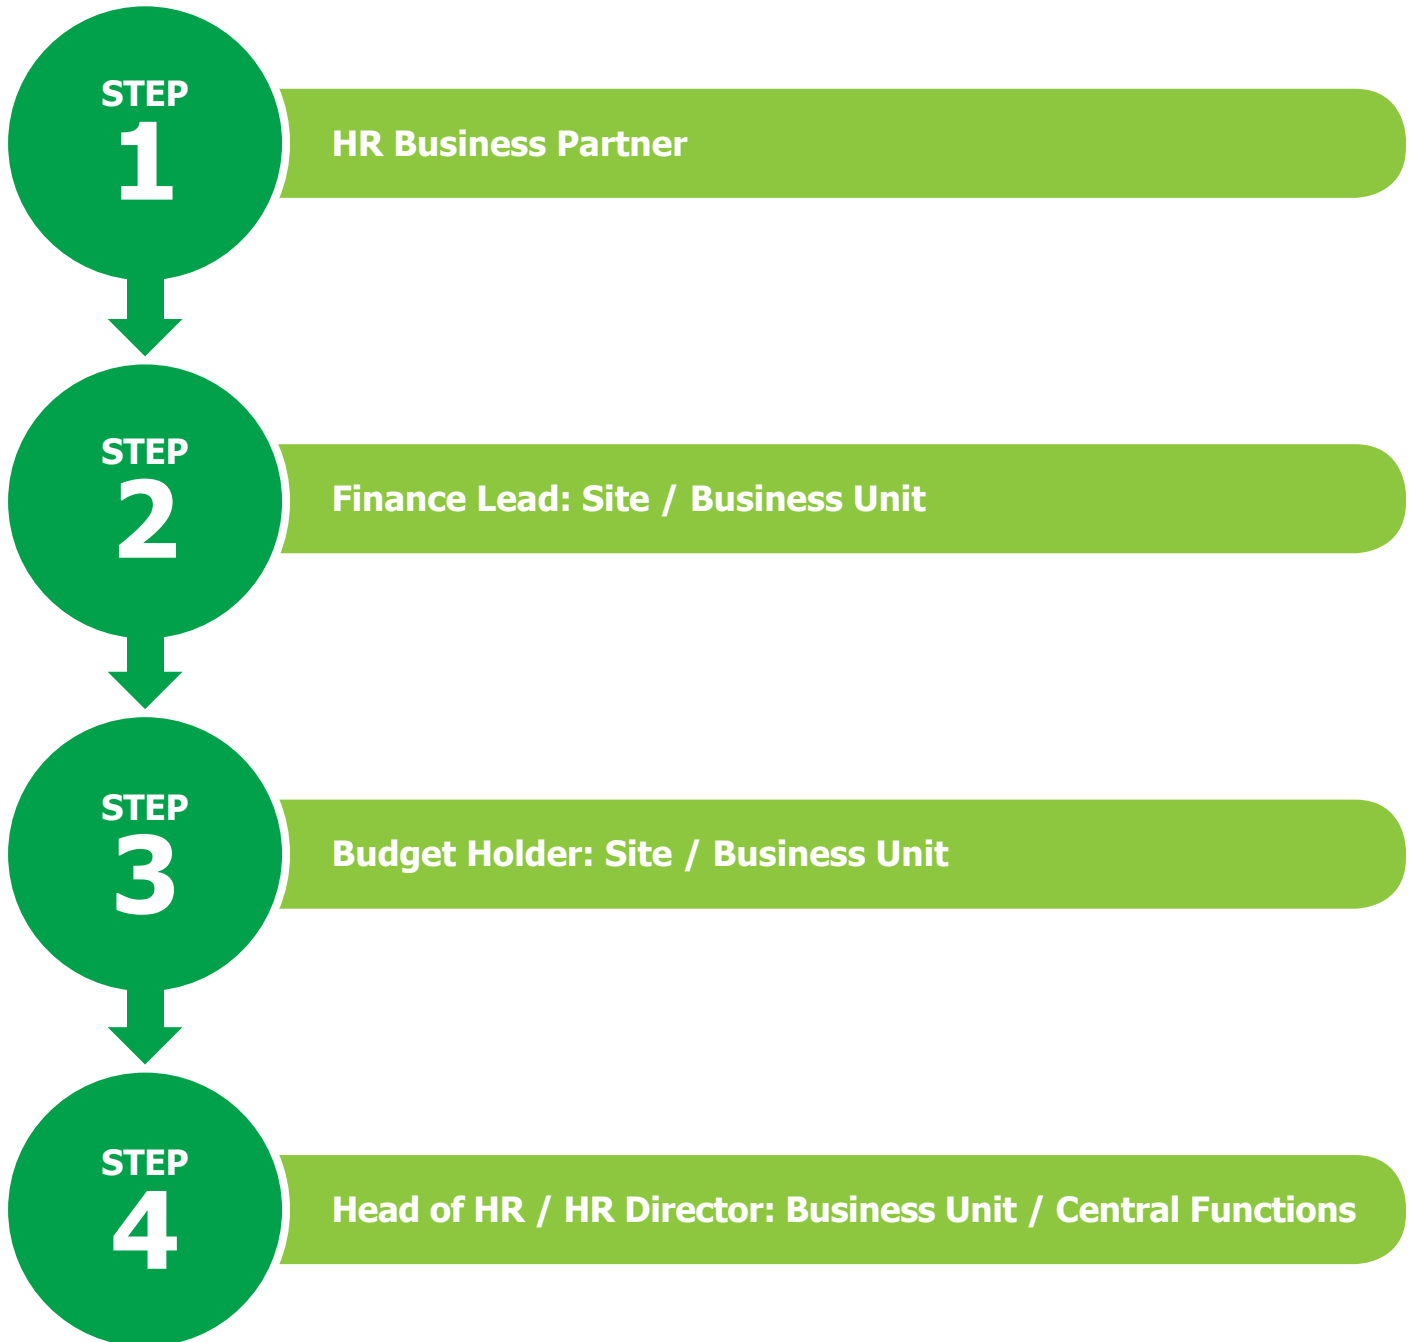 STEP
1
HR Business Partner
STEP
2
Finance Lead: Site / Business Unit
STEP
3
Budget Holder: Site / Business Unit
STEP
4
Head of HR / HR Director: Business Unit / Central Functions